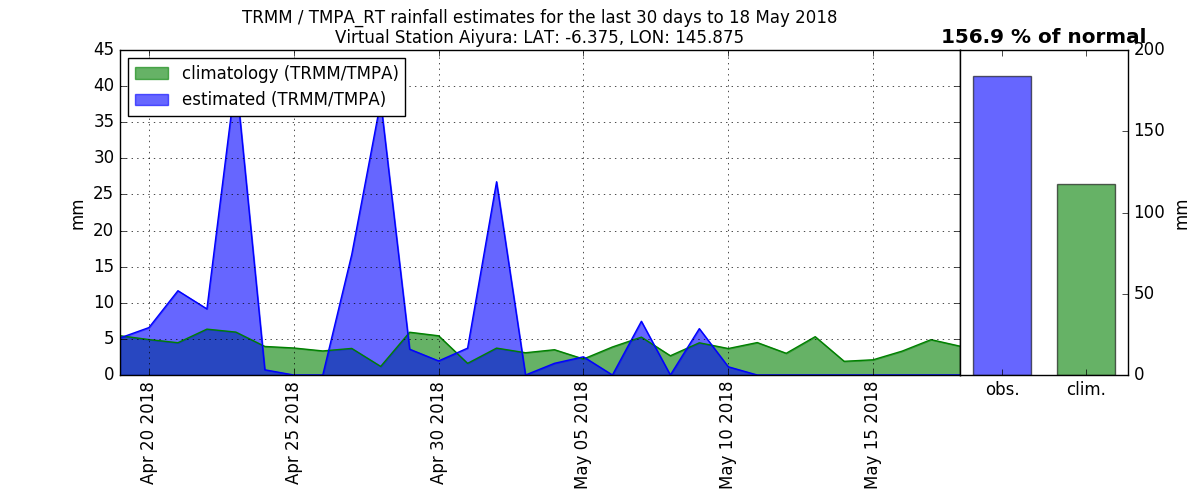 TRMM / TMPA_RT rainfall estimates for the last 30 days to 18 May 2018
Virtual Station Aiyura: LAT: -6.375, LON: 145.875
156.9 % of normal
climatology (TRMM/TMPA)
estimated (TRMM/TMPA)
mm
45
40
35
30
25
20
15
10
5
0
Apr 20 2018
Apr 25 2018
Apr 30 2018
May 05 2018
May 10 2018
May 15 2018
200
150
100
50
0
mm
obs.
clim.